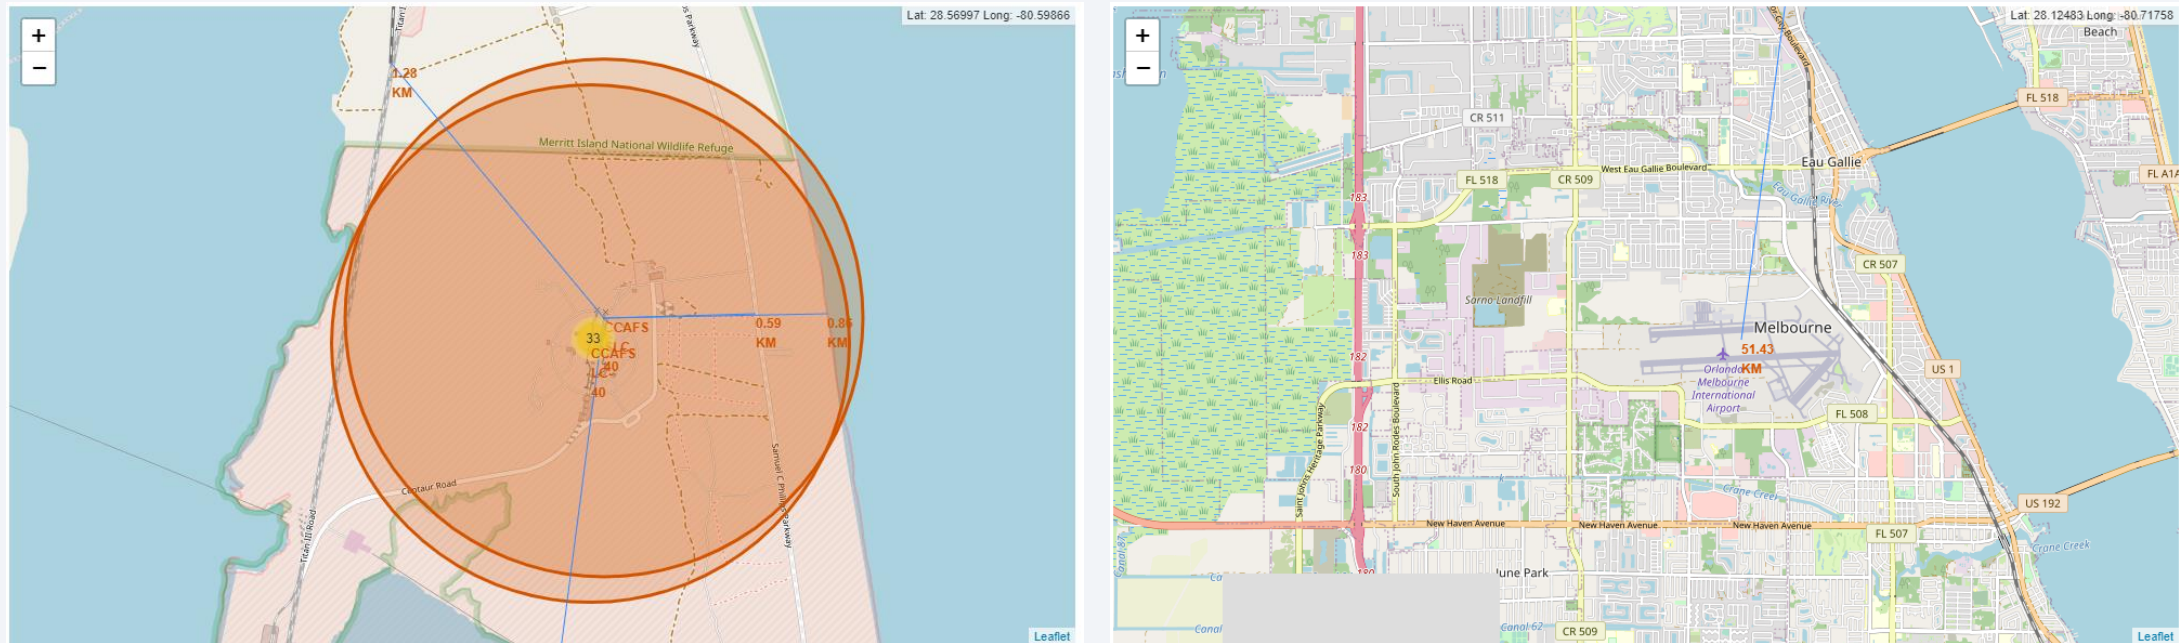 +
−
Lat: 28.56997 Long: -80.59866
1.28
KM
Merritt Island National Wildlife Refuge
33
CCAFS
LC
40
CCAFS
LC
40
0.59
KM
0.86
KM
Centaur Road
Titan III Road
Samuel C Phillips Parkway
Leaflet
+
−
Lat: 28.12483 Long: -80.71758
Beach
FL 518
CR 511
Eau Gallie
West Eau Gallie Boulevard
FL 518
CR 509
FL A1A
Eau Gallie River
183
183
CR 507
Sarno Landfill
Melbourne
51.43
KM
Orlando
Melbourne
International
Airport
182
US 1
Ellis Road
FL 508
Saint Johns Heritage Parkway
South John Rodes Boulevard
182
180
Crane Creek
US 192
New Haven Avenue
New Haven Avenue
New Haven Avenue
FL 507
Crane Creek
Canal 87
180
June Park
Canal
Canal 62
CR 509
Leaflet